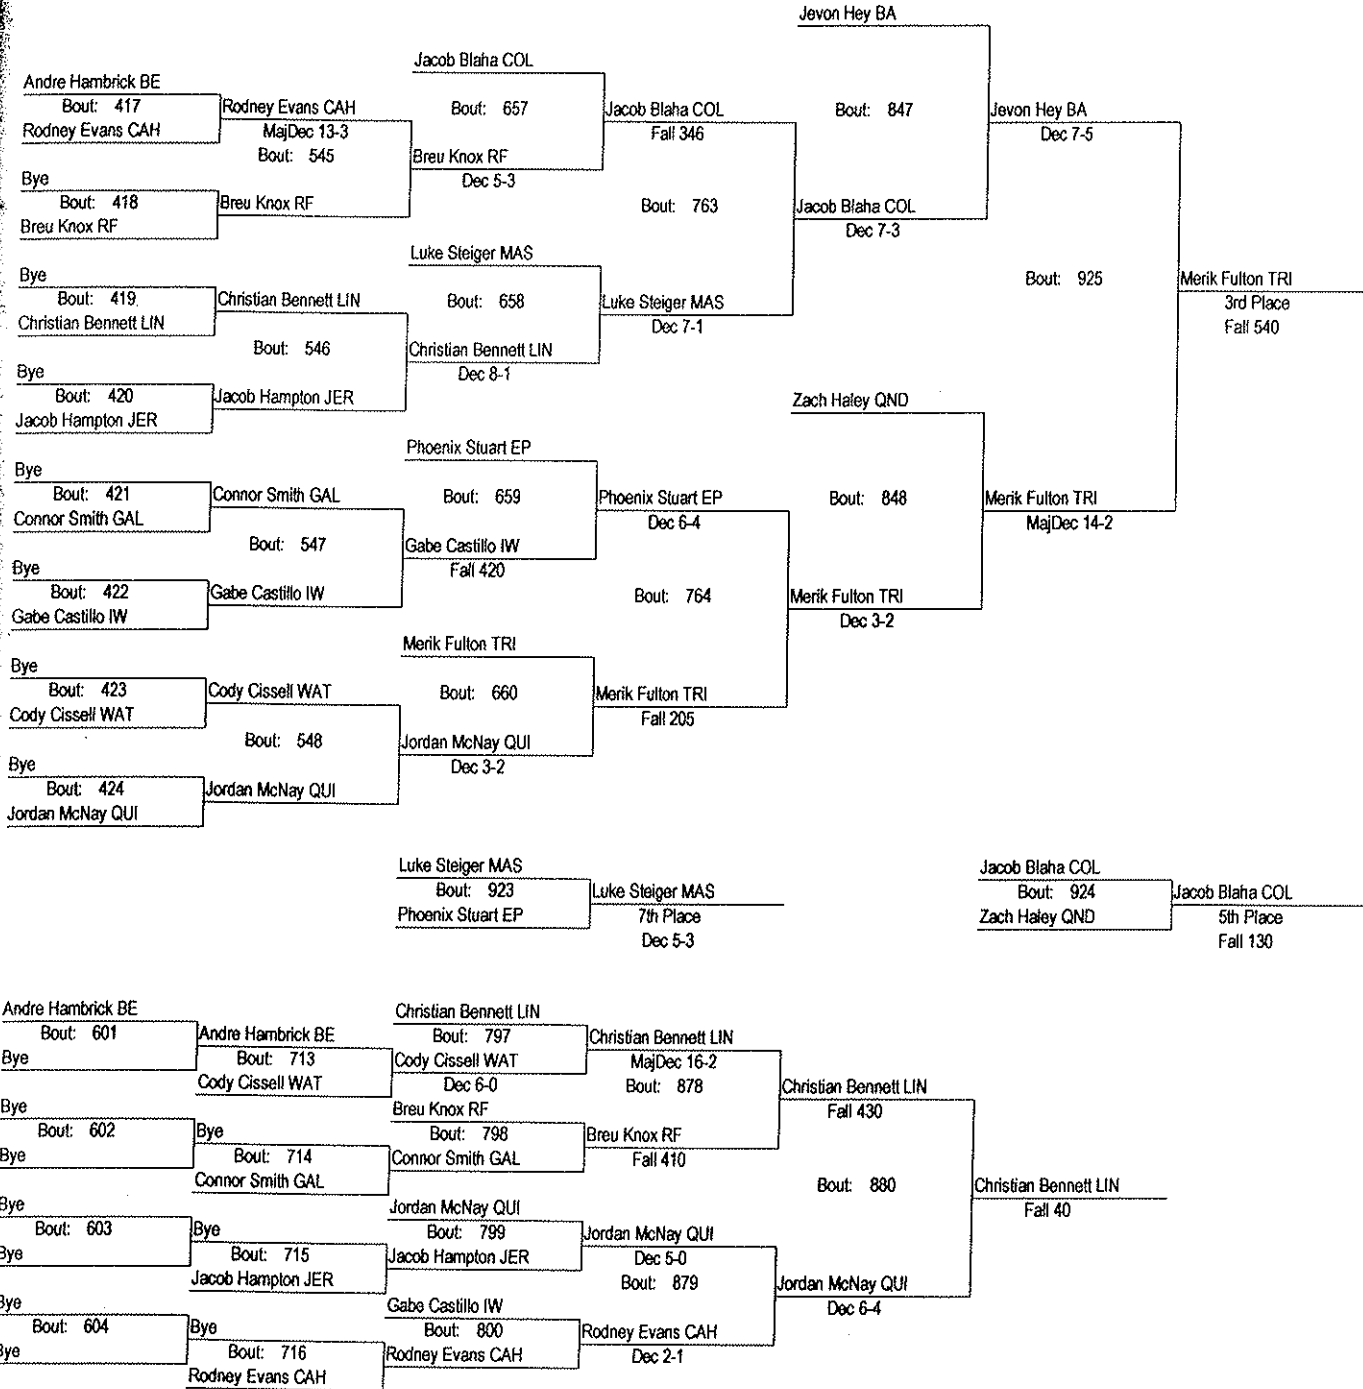 Jevon Hey BA
Jacob Blaha COL
Andre Hambrick BE
Bout: 417
Rodney Evans CAH
Rodney Evans CAH
MajDec 13-3
Bout: 545
Bout: 657
Jacob Blaha COL
Fall 346
Bout: 847
Jevon Hey BA
Dec 7-5
Breu Knox RF
Dec 5-3
Bye
Bout: 418
Breu Knox RF
Breu Knox RF
Bout: 763
Jacob Blaha COL
Dec 7-3
Luke Steiger MAS
Bye
Bout: 419
Christian Bennett LIN
Christian Bennett LIN
Bout: 658
Luke Steiger MAS
Dec 7-1
Bout: 925
Merik Fulton TRI
3rd Place
Fall 540
Bout: 546
Christian Bennett LIN
Dec 8-1
Bye
Bout: 420
Jacob Hampton JER
Jacob Hampton JER
Zach Haley QND
Phoenix Stuart EP
Bye
Bout: 421
Connor Smith GAL
Connor Smith GAL
Bout: 659
Phoenix Stuart EP
Dec 6-4
Bout: 848
Merik Fulton TRI
MajDec 14-2
Bout: 547
Gabe Castillo IW
Fall 420
Bye
Bout: 422
Gabe Castillo IW
Gabe Castillo IW
Bout: 764
Merik Fulton TRI
Dec 3-2
Merik Fulton TRI
Bye
Bout: 423
Cody Cissell WAT
Cody Cissell WAT
Bout: 660
Merik Fulton TRI
Fall 205
Bout: 548
Jordan McNay QUI
Dec 3-2
Bye
Bout: 424
Jordan McNay QUI
Jordan McNay QUI
Luke Steiger MAS
Bout: 923
Phoenix Stuart EP
Luke Steiger MAS
7th Place
Dec 5-3
Jacob Blaha COL
Bout: 924
Zach Haley QND
Jacob Blaha COL
5th Place
Fall 130
Andre Hambrick BE
Bout: 601
Bye
Andre Hambrick BE
Bout: 713
Cody Cissell WAT
Christian Bennett LIN
Bout: 797
Cody Cissell WAT
Dec 6-0
Christian Bennett LIN
MajDec 16-2
Bout: 878
Christian Bennett LIN
Fall 430
Bye
Bout: 602
Bye
Bye
Bout: 714
Connor Smith GAL
Breu Knox RF
Bout: 798
Connor Smith GAL
Breu Knox RF
Fall 410
Bout: 880
Christian Bennett LIN
Fall 40
Bye
Bout: 603
Bye
Bye
Bout: 715
Jacob Hampton JER
Jordan McNay QUI
Bout: 799
Jacob Hampton JER
Jordan McNay QUI
Dec 5-0
Bout: 879
Jordan McNay QUI
Dec 6-4
Bye
Bout: 604
Bye
Bye
Bout: 716
Rodney Evans CAH
Gabe Castillo IW
Bout: 800
Rodney Evans CAH
Rodney Evans CAH
Dec 2-1